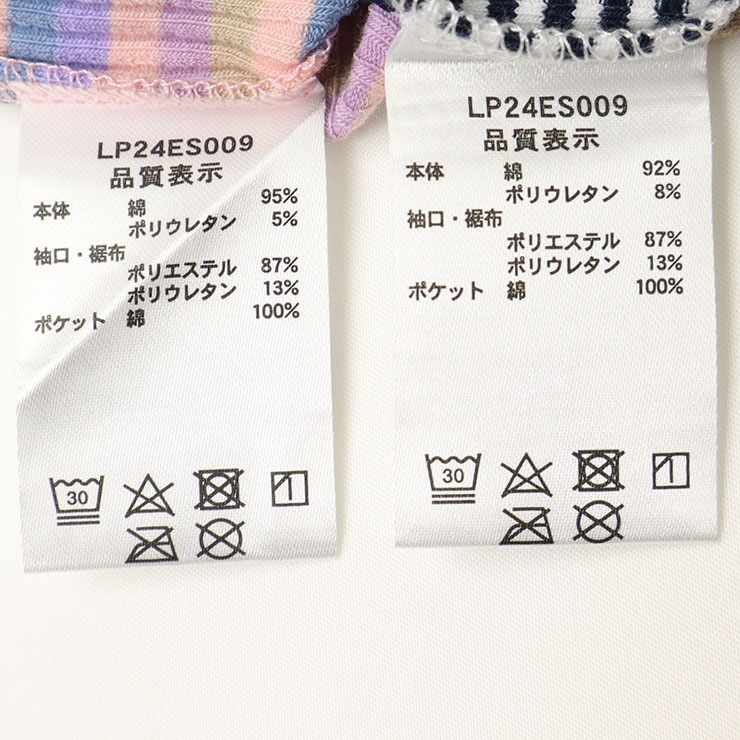 LP24ES009
品質表示
本体 綿 95%
ポリウレタン 5%
袖口・裾布
ポリエステル 87%
ポリウレタン 13%
ポケット 綿 100%
30
LP24ES009
品質表示
本体 綿 92%
ポリウレタン 8%
袖口・裾布
ポリエステル 87%
ポリウレタン 13%
ポケット 綿 100%
30